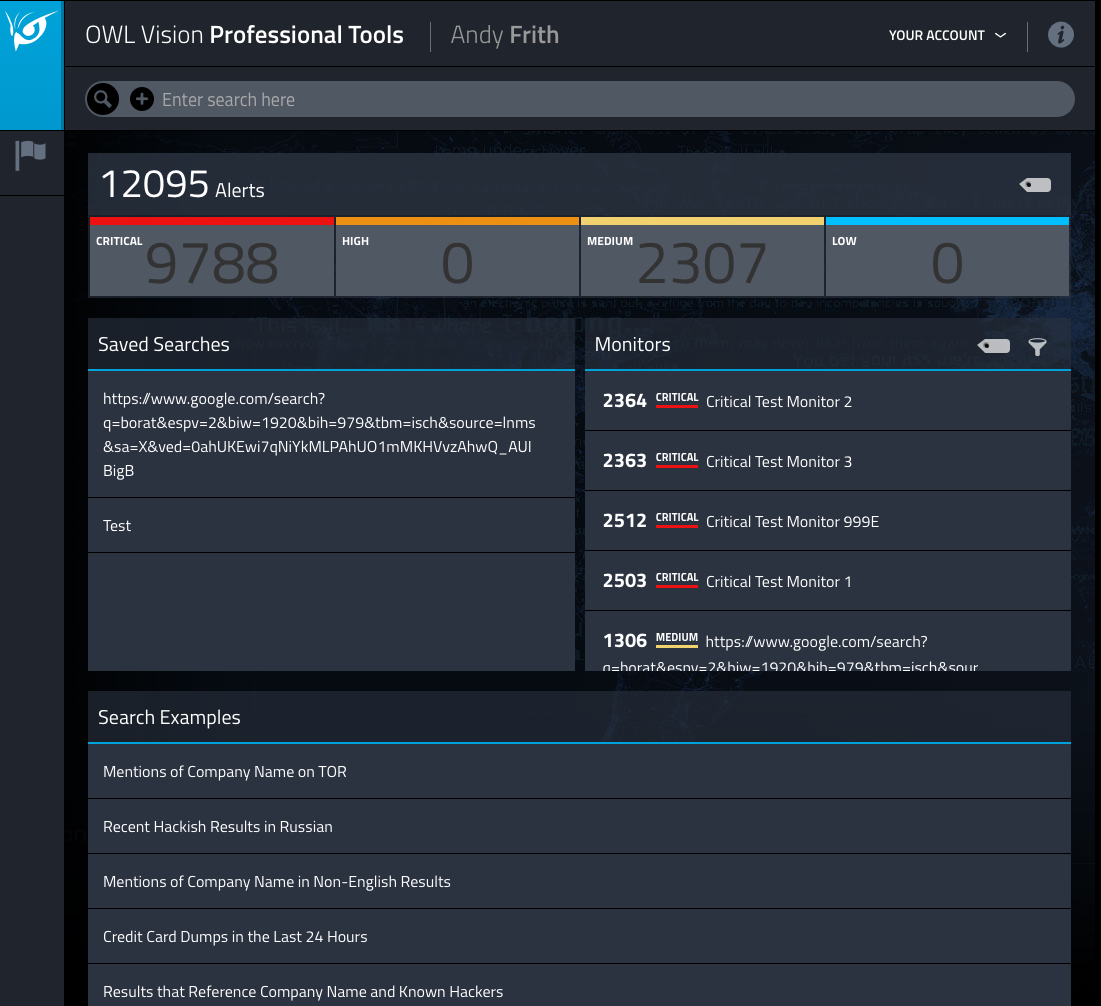 OWL Vision Professional Tools
Andy Frith
YOUR ACCOUNT
Enter search here
12095 Alerts
CRITICAL 9788
HIGH 0
MEDIUM 2307
LOW 0
Saved Searches
https://www.google.com/search?
q=borat&espv=2&biw=1920&bih=979&tbm=isch&source=lnms
&sa=X&ved=0ahUKEwi7qNiYkMLPAhUO1mMKHVvzAhwQ_AUI
BigB
Test
Monitors
2364 CRITICAL Critical Test Monitor 2
2363 CRITICAL Critical Test Monitor 3
2512 CRITICAL Critical Test Monitor 999E
2503 CRITICAL Critical Test Monitor 1
1306 MEDIUM https://www.google.com/search?
q=borat&espv=2&biw=1920&bih=979&tbm=isch&sour
Search Examples
Mentions of Company Name on TOR
Recent Hackish Results in Russian
Mentions of Company Name in Non-English Results
Credit Card Dumps in the Last 24 Hours
Results that Reference Company Name and Known Hackers